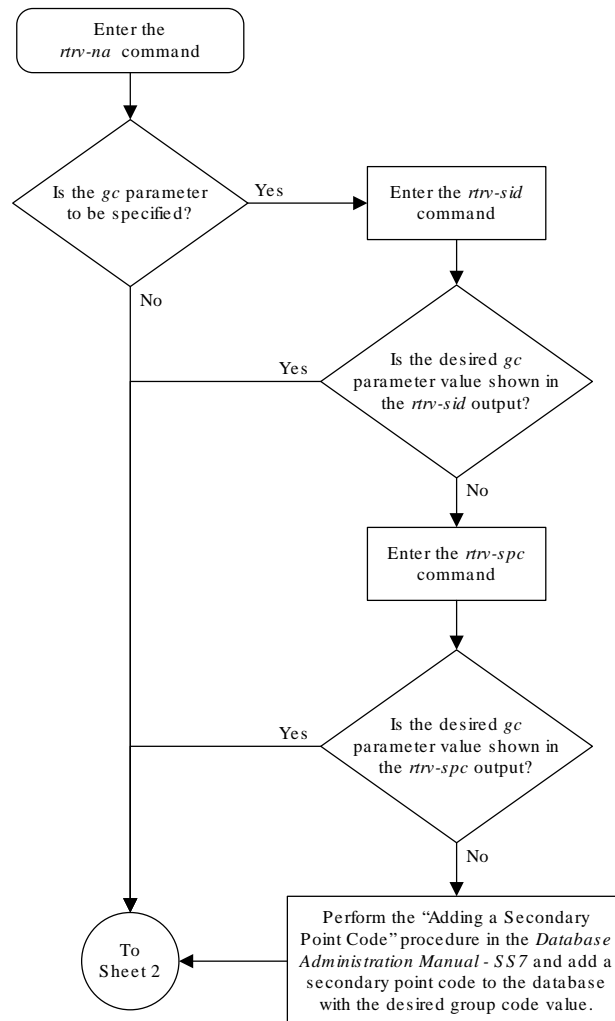 Enter the
rtrv-na command
Is the gc parameter
to be specified?
Yes
Enter the rtrv-sid
command
No
Yes
Is the desired gc
parameter value shown in
the rtrv-sid output?
No
Enter the rtrv-spc
command
Yes
Is the desired gc
parameter value shown in
the rtrv-spc output?
No
To
Sheet 2
Perform the “Adding a Secondary
Point Code” procedure in the Database
Administration Manual - SS7 and add a
secondary point code to the database
with the desired group code value.